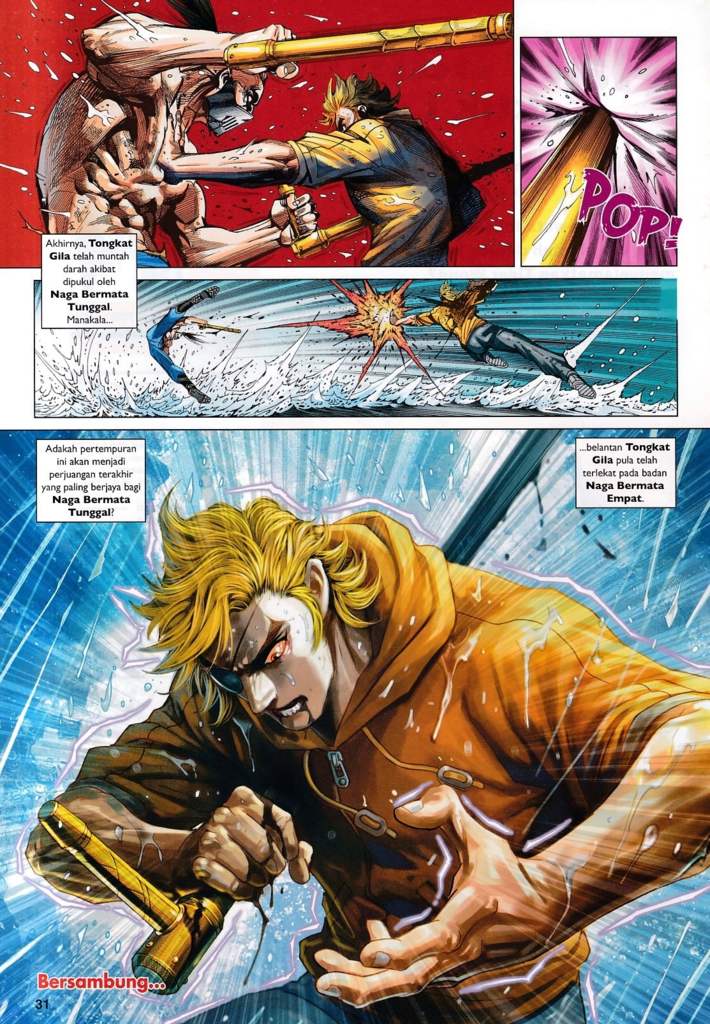 POP!
Akhirnya, Tongkat
Gila telah muntah
darah akibat
dipukul oleh
Naga Bermata
Tunggal.
Manakala...
Adakah pertempuran
ini akan menjadi
perjuangan terakhir
yang paling berjaya bagi
Naga Bermata
Tunggal?
...belantan Tongkat
Gila pula telah
terlekat pada badan
Naga Bermata
Empat.
Bersambung...
31